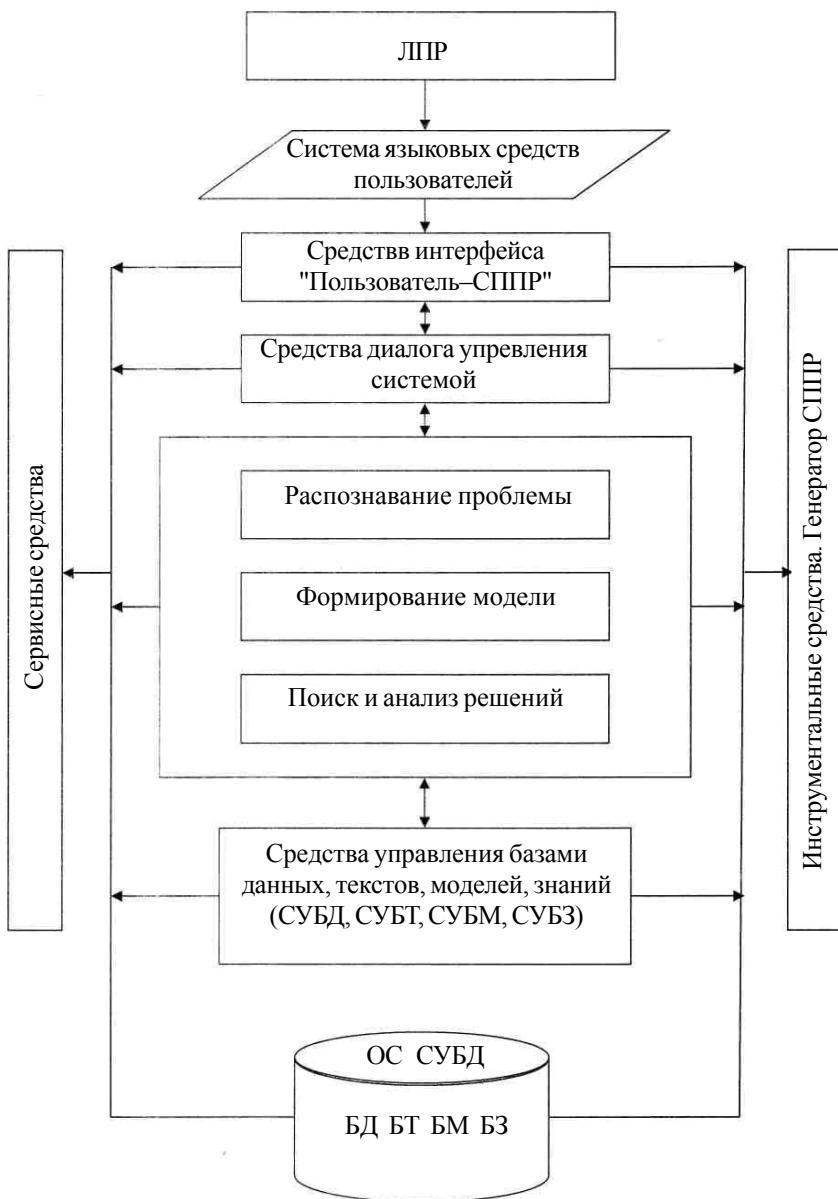 ЛПР
Система языковых средств
пользователей
Средствв интерфейса
"Пользователь–СППР"
Средства диалога упревления
системой
Распознавание проблемы
Формирование модели
Поиск и анализ решений
Средства управления базами
данных, текстов, моделей, знаний
(СУБД, СУБТ, СУБМ, СУБЗ)
ОС СУБД
БД БТ БМ БЗ
Сервисные средства
Инструментальные средства. Генератор СППР